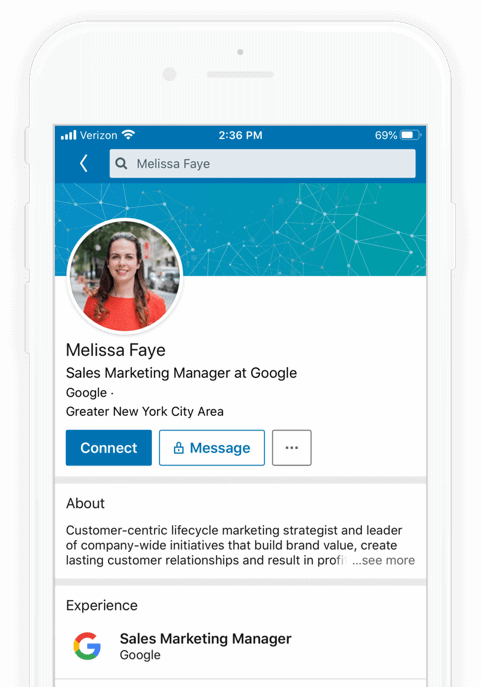 Verizon 2:36 PM 69%
Melissa Faye
Melissa Faye
Sales Marketing Manager at Google
Google ·
Greater New York City Area
Connect Message ...
About
Customer-centric lifecycle marketing strategist and leader
of company-wide initiatives that build brand value, create
lasting customer relationships and result in profi ...see more
Experience
Sales Marketing Manager
Google